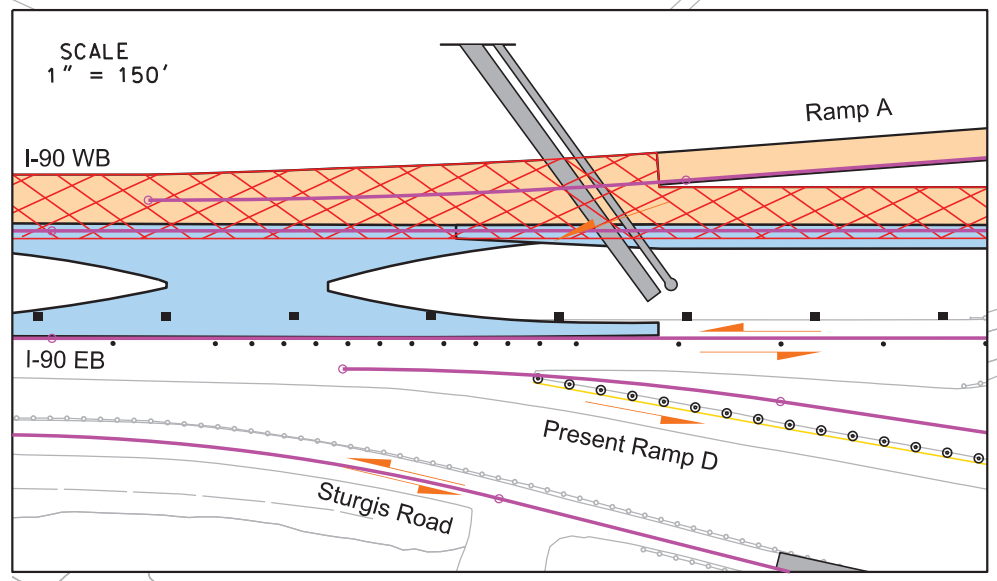 SCALE
1" = 150'
Ramp A
I-90 WB
I-90 EB
Present Ramp D
Sturgis Road